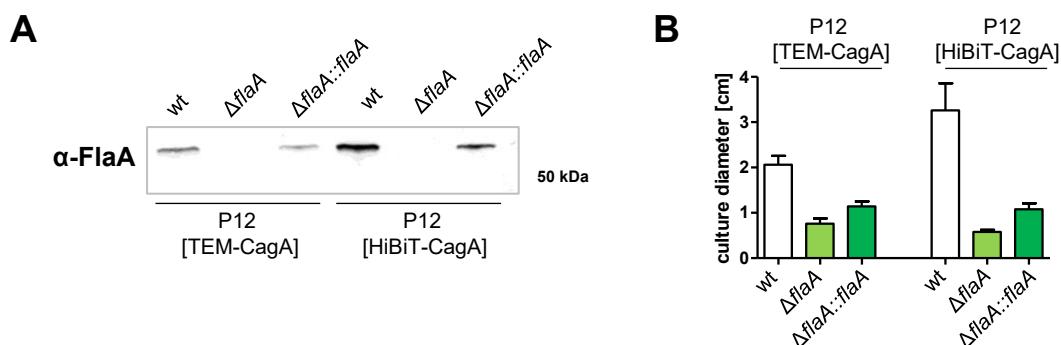 A
wt
ΔflaA
ΔflaA::flaA
wt
ΔflaA
ΔflaA::flaA
α-FlaA
50 kDa
P12
[TEM-CagA]
P12
[HiBiT-CagA]
B
P12
[TEM-CagA]
P12
[HiBiT-CagA]
culture diameter [cm]
4
3
2
1
0
wt
ΔflaA
ΔflaA::flaA
wt
ΔflaA
ΔflaA::flaA